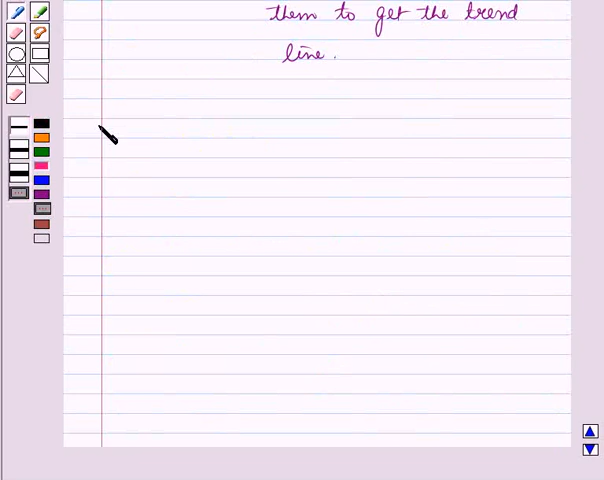 them to get the trend
line.